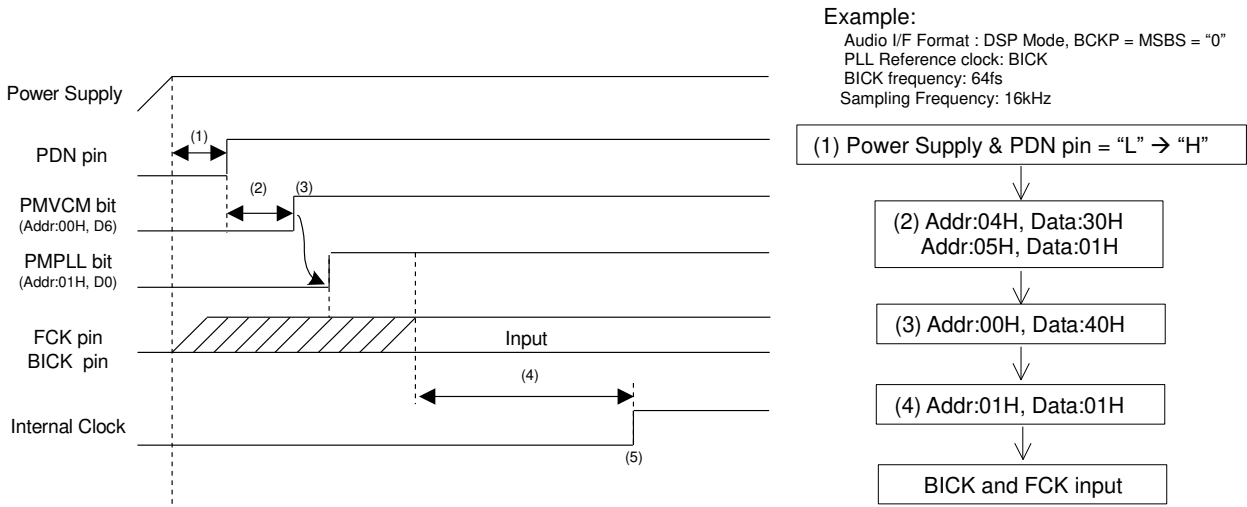 Example:
Audio I/F Format : DSP Mode, BCKP = MSBS = “0”
PLL Reference clock: BICK
BICK frequency: 64fs
Sampling Frequency: 16kHz
Power Supply
(1)
PDN pin
(2)
(3)
PMVCM bit
(Addr:00H, D6)
PMPLL bit
(Addr:01H, D0)
FCK pin
BICK pin
Input
(4)
Internal Clock
(5)
(1) Power Supply & PDN pin = “L” → “H”
(2) Addr:04H, Data:30H
Addr:05H, Data:01H
(3) Addr:00H, Data:40H
(4) Addr:01H, Data:01H
BICK and FCK input